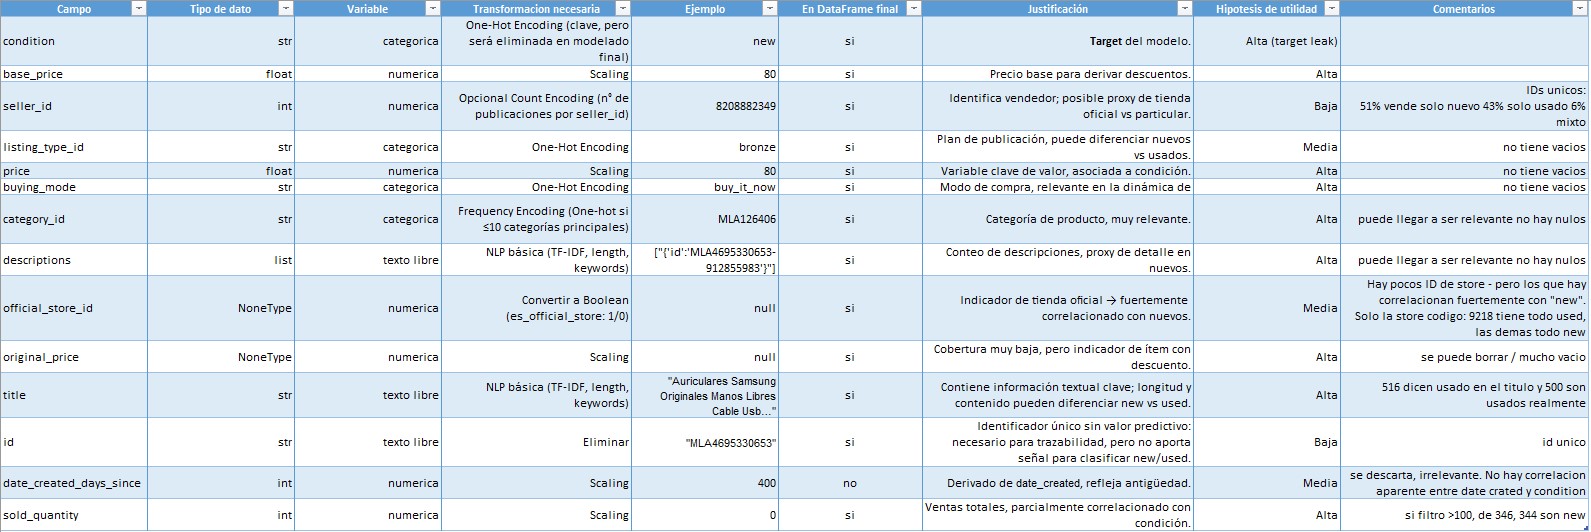 Campo Tipo de dato Variable Transformacion necesaria Ejemplo En DataFrame final Justificación Hipotesis de utilidad Comentarios
condition str categorica One-Hot Encoding (clave, pero será eliminada en modelado final) new si Target del modelo. Alta (target leak)
base_price float numerica Scaling 80 si Precio base para derivar descuentos. Alta
seller_id int numerica Opcional Count Encoding (n° de publicaciones por seller_id) 8208882349 si Identifica vendedor; posible proxy de tienda oficial vs particular. Baja IDs unicos: 51% vende solo nuevo 43% solo usado 6% mixto
listing_type_id str categorica One-Hot Encoding bronze si Plan de publicación, puede diferenciar nuevos vs usados. Media no tiene vacios
price float numerica Scaling 80 si Variable clave de valor, asociada a condición. Alta no tiene vacios
buying_mode str categorica One-Hot Encoding buy_it_now si Modo de compra, relevante en la dinámica de Alta no tiene vacios
category_id str categorica Frequency Encoding (One-hot si ≤10 categorías principales) MLA126406 si Categoría de producto, muy relevante. Alta puede llegar a ser relevante no hay nulos
descriptions list texto libre NLP básica (TF-IDF, length, keywords) ["{'id':'MLA4695330653-912855983'}"] si Conteo de descripciones, proxy de detalle en nuevos. Alta puede llegar a ser relevante no hay nulos
official_store_id NoneType numerica Convertir a Boolean (es_official_store: 1/0) null si Indicador de tienda oficial → fuertemente correlacionado con nuevos. Media Hay pocos ID de store - pero los que hay correlacionan fuertemente con "new". Solo la store codigo: 9218 tiene todo used, las demas todo new
original_price NoneType numerica Scaling null si Cobertura muy baja, pero indicador de ítem con descuento. Alta se puede borrar / mucho vacio
title str texto libre NLP básica (TF-IDF, length, keywords) "Auriculares Samsung Originales Manos Libres Cable Usb..." si Contiene información textual clave; longitud y contenido pueden diferenciar new vs used. Alta 516 dicen usado en el titulo y 500 son usados realmente
id str texto libre Eliminar "MLA4695330653" si Identificador único sin valor predictivo: necesario para trazabilidad, pero no aporta señal para clasificar new/used. Baja id unico
date_created_days_since int numerica Scaling 400 no Derivado de date_created, refleja antigüedad. Media se descarta, irrelevante. No hay correlacion aparente entre date crated y condition
sold_quantity int numerica Scaling 0 si Ventas totales, parcialmente correlacionado con condición. Alta si filtro >100, de 346, 344 son new